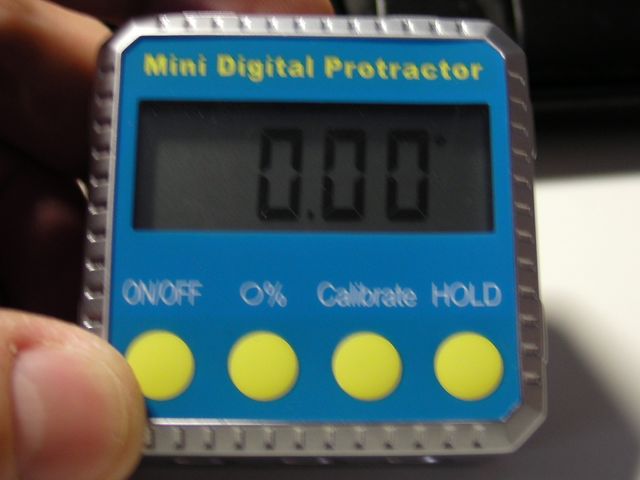 Mini Digital Protractor
0.00°
ON/OFF O% Calibrate HOLD